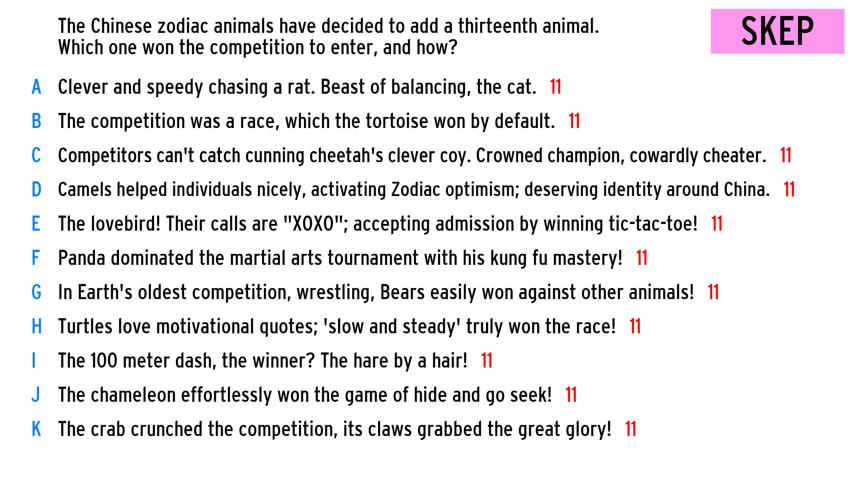 The Chinese zodiac animals have decided to add a thirteenth animal.
Which one won the competition to enter, and how?
SKEP
A Clever and speedy chasing a rat. Beast of balancing, the cat. 11
B The competition was a race, which the tortoise won by default. 11
C Competitors can't catch cunning cheetah's clever coy. Crowned champion, cowardly cheater. 11
D Camels helped individuals nicely, activating Zodiac optimism; deserving identity around China. 11
E The lovebird! Their calls are "XOXO"; accepting admission by winning tic-tac-toe! 11
F Panda dominated the martial arts tournament with his kung fu mastery! 11
G In Earth's oldest competition, wrestling, Bears easily won against other animals! 11
H Turtles love motivational quotes; 'slow and steady' truly won the race! 11
I The 100 meter dash, the winner? The hare by a hair! 11
J The chameleon effortlessly won the game of hide and go seek! 11
K The crab crunched the competition, its claws grabbed the great glory! 11